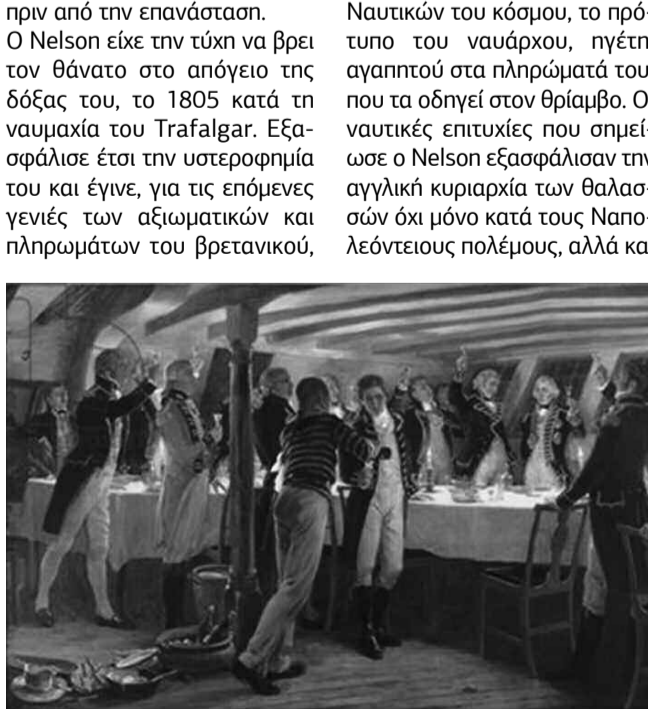 πριν από την επανάσταση.
Ο Nelson είχε την τύχη να βρει
τον θάνατο στο απόγειο της
δόξας του, το 1805 κατά τη
ναυμαχία του Trafalgar. Εξα-
σφάλισε έτσι την υστεροφημία
του και έγινε, για τις επόμενες
γενιές των αξιωματικών και
πληρωμάτων του βρετανικού,
Ναυτικών του κόσμου, το πρό-
τυπο του ναυάρχου, ηγέτη
αγαπητού στα πληρώματά του
που τα οδηγεί στον θρίαμβο. Ο
ναυτικές επιτυχίες που σημεί-
ωσε ο Nelson εξασφάλισαν την
αγγλική κυριαρχία των θαλασ-
σών όχι μόνο κατά τους Ναπο-
λεόντειους πολέμους, αλλά κα